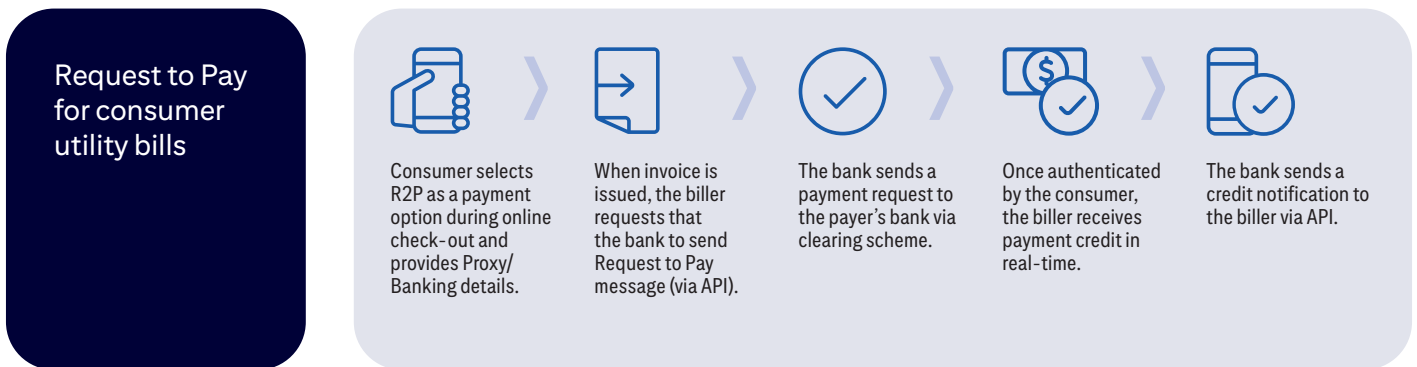 Request to Pay
for consumer
utility bills
Consumer selects
R2P as a payment
option during online
check-out and
provides Proxy/
Banking details.
When invoice is
issued, the biller
requests that
the bank to send
Request to Pay
message (via API).
The bank sends a
payment request to
the payer's bank via
clearing scheme.
$
Once authenticated
by the consumer,
the biller receives
payment credit in
real-time.
The bank sends a
credit notification to
the biller via API.